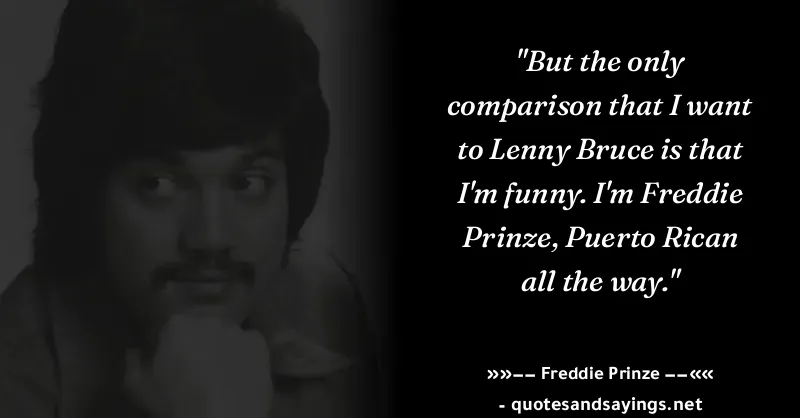 "But the only
comparison that I want
to Lenny Bruce is that
I'm funny. I'm Freddie
Prinze, Puerto Rican
all the way."
»»–– Freddie Prinze ––««
- quotesandsayings.net